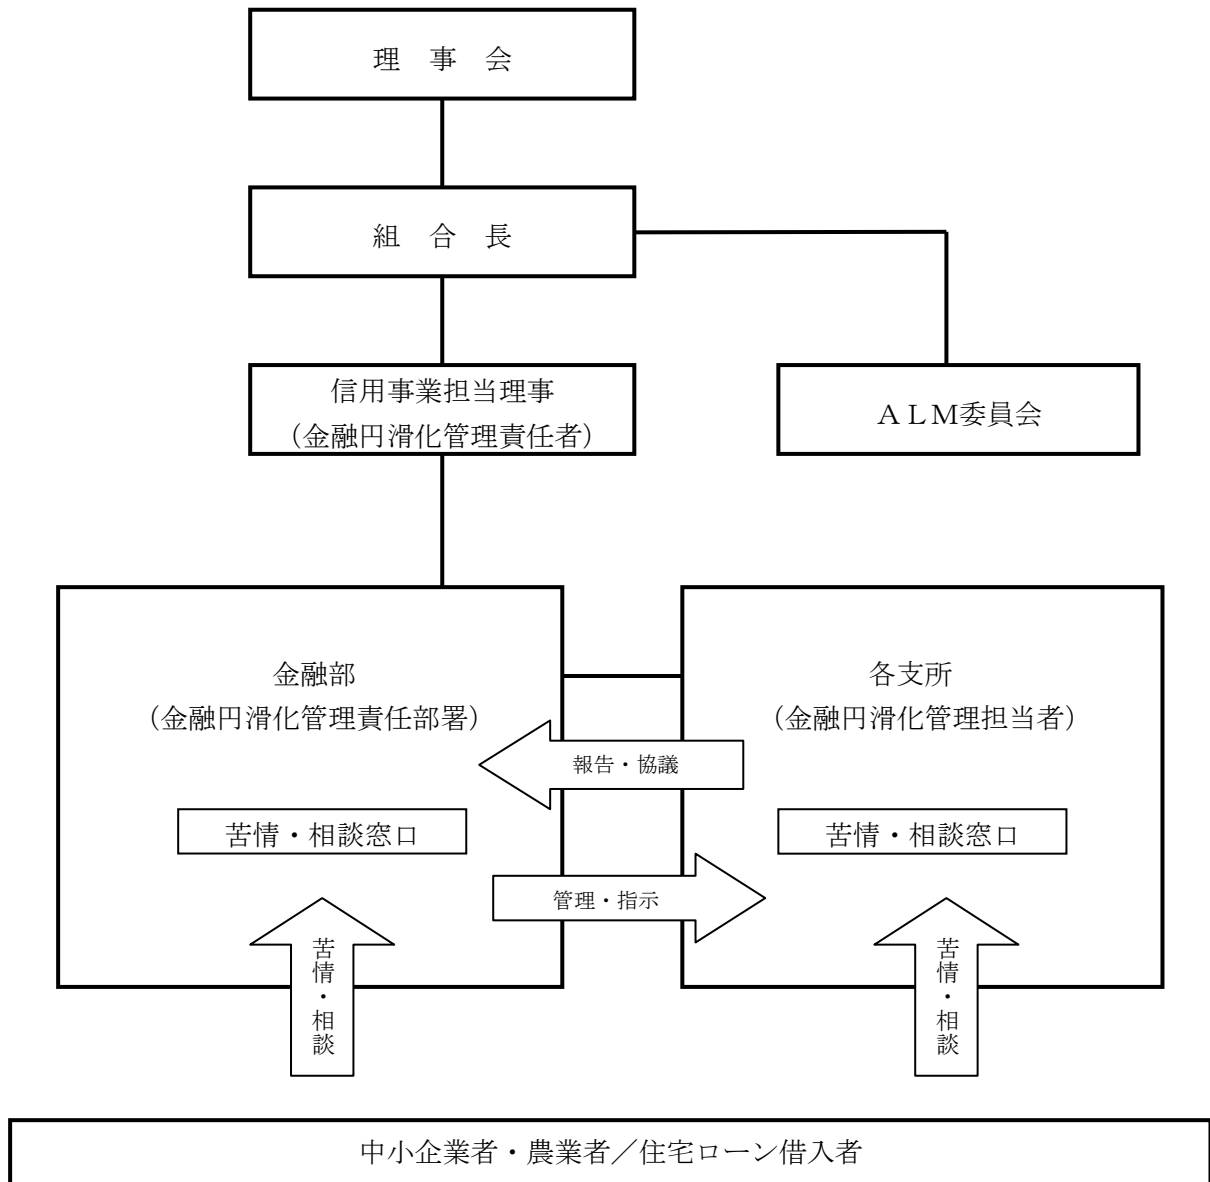 理　事　会
組　合　長
信用事業担当理事
（金融円滑化管理責任者）
ＡＬＭ委員会
金融部
（金融円滑化管理責任部署）
各支所
（金融円滑化管理担当者）
報告・協議
苦情・相談窓口
苦情・相談窓口
管理・指示
苦情・相談
苦情・相談
中小企業者・農業者／住宅ローン借入者